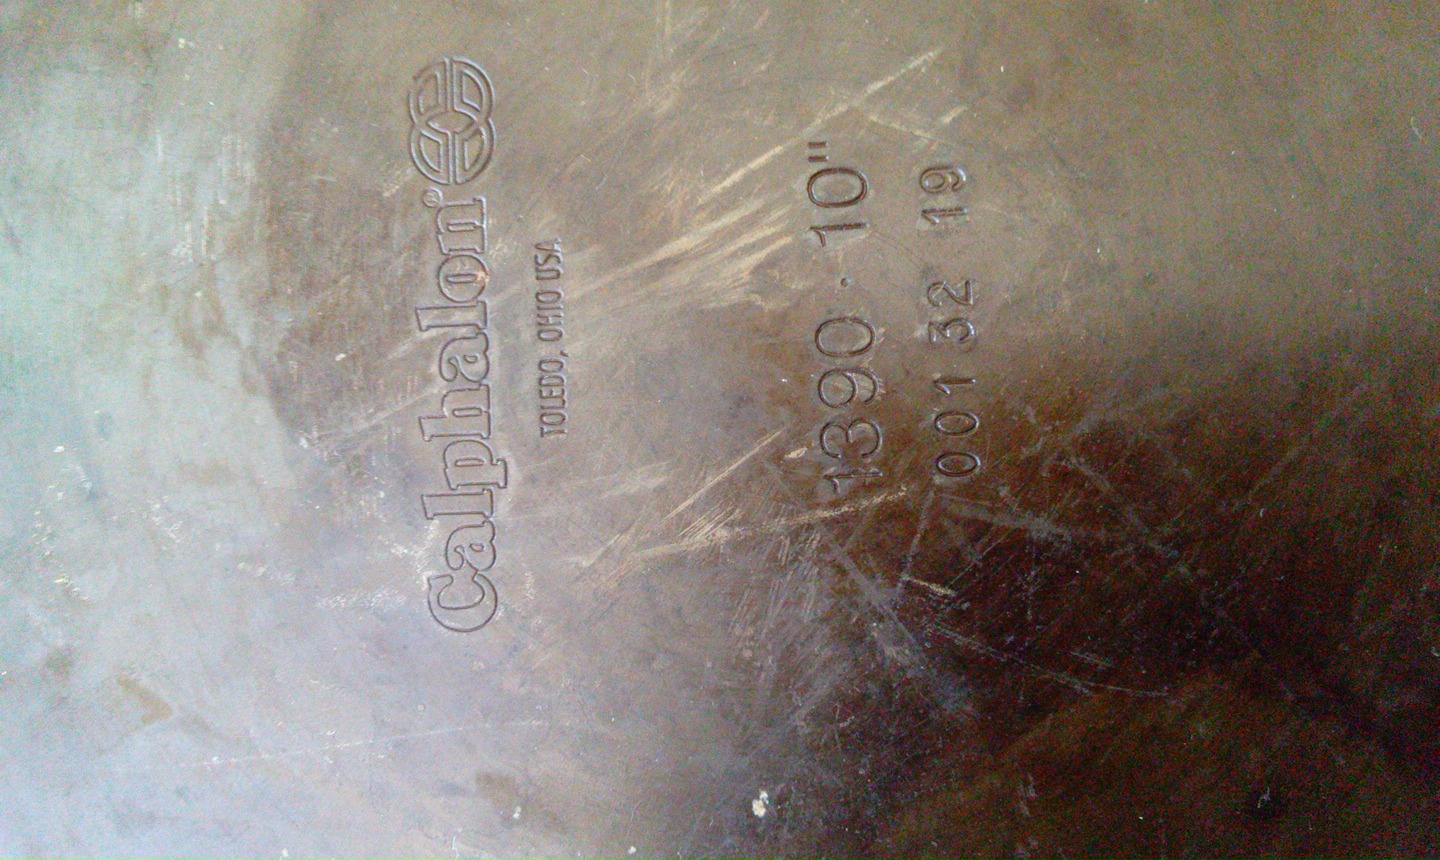 Calphalon®
TOLEDO, OHIO USA
1390 · 10"
001 32 19